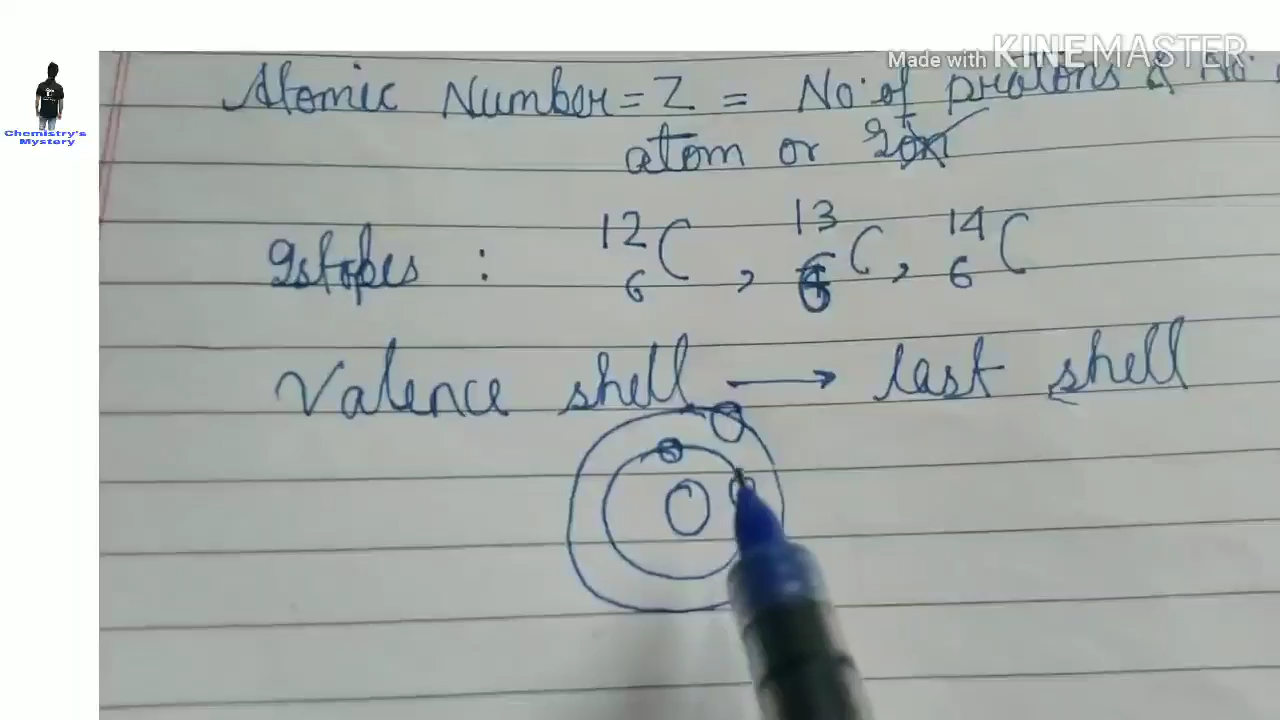 Made with KINEMASTER
Atomic Number = Z = No. of protons & No.
atom or
Chemistry's
Mystery
Isotopes : 12 6 C , 13 6 C , 14 6 C
Valence shell → last shell